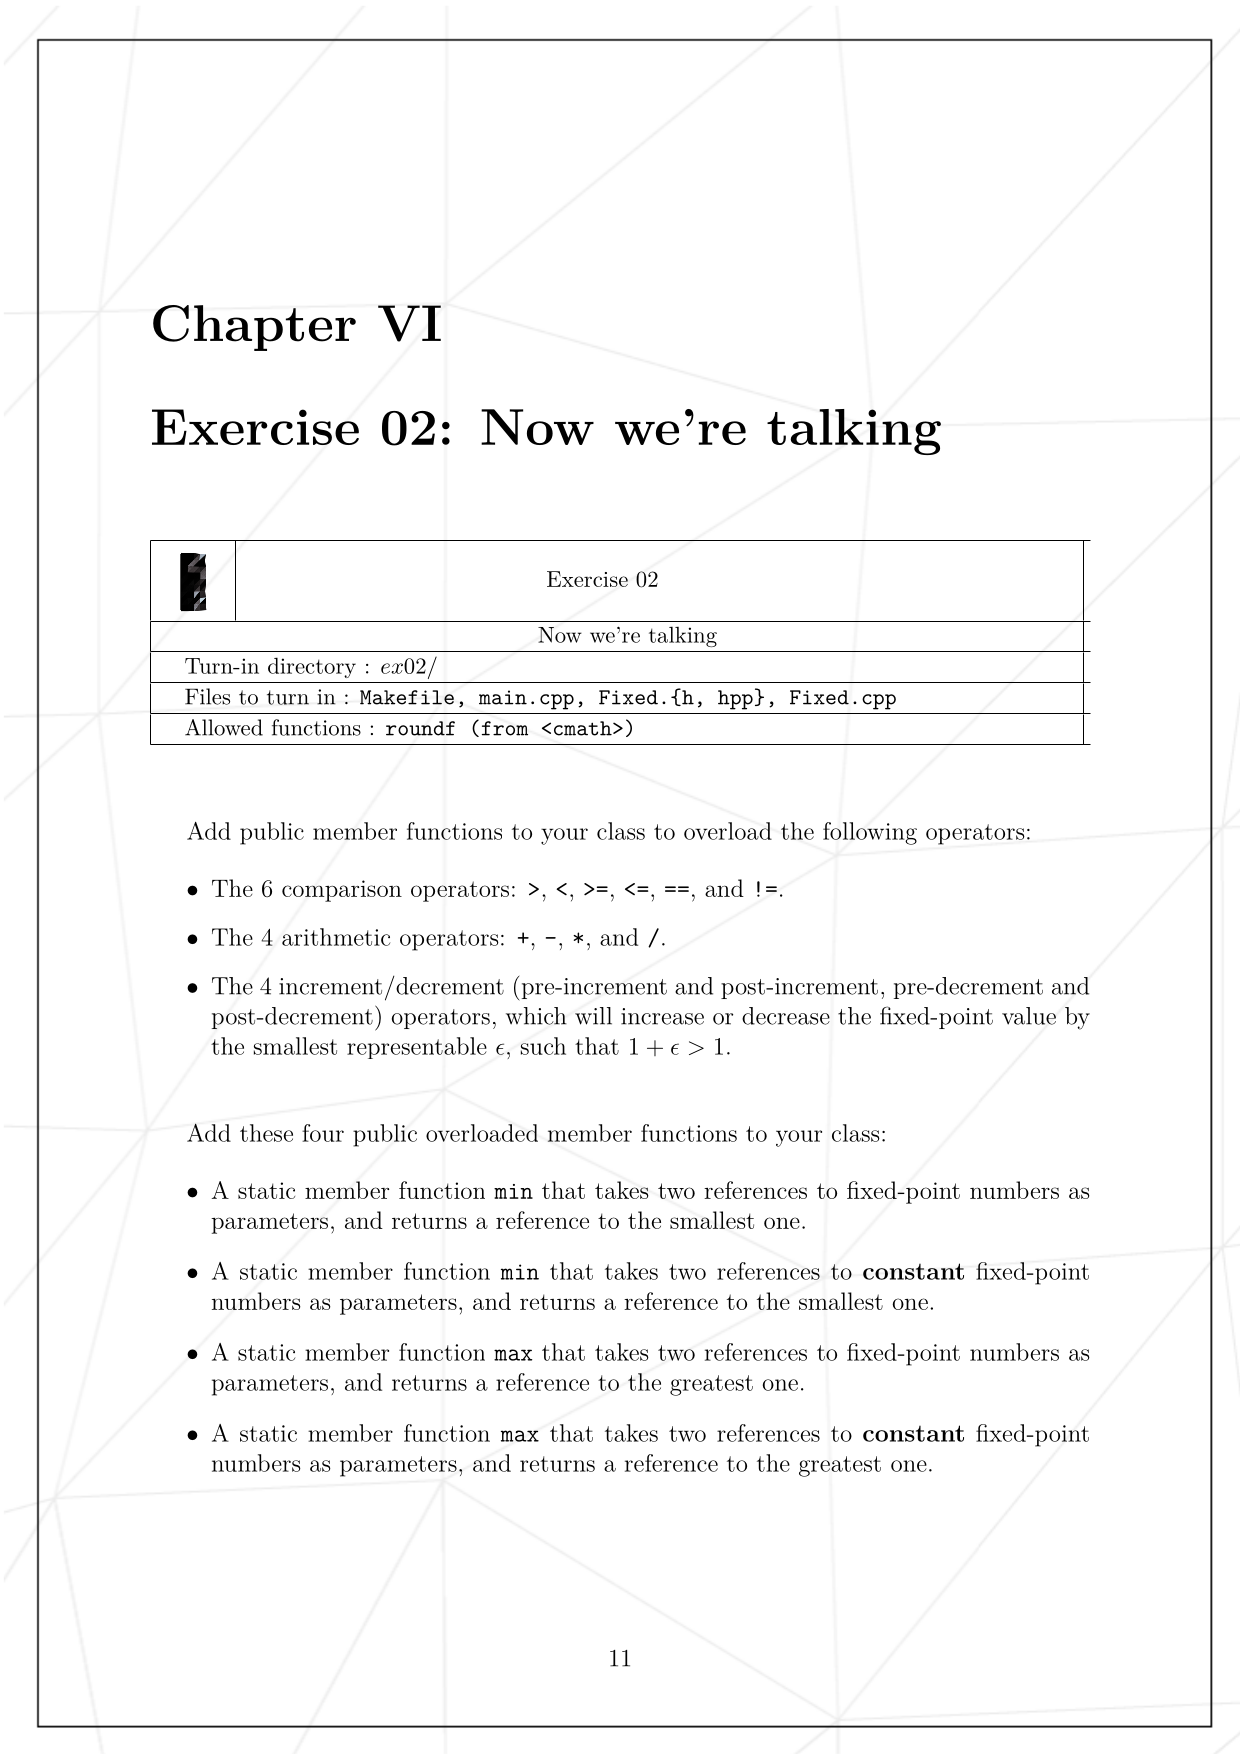 Chapter VI
Exercise 02: Now we're talking
Exercise 02
Now we're talking
Turn-in directory : ex02/
Files to turn in : Makefile, main.cpp, Fixed.{h, hpp}, Fixed.cpp
Allowed functions : roundf (from <cmath>)
Add public member functions to your class to overload the following operators:
• The 6 comparison operators: >, <, >=, <=, ==, and !=.
• The 4 arithmetic operators: +, -, *, and /.
• The 4 increment/decrement (pre-increment and post-increment, pre-decrement and
post-decrement) operators, which will increase or decrease the fixed-point value by
the smallest representable ϵ, such that 1 + ϵ > 1.
Add these four public overloaded member functions to your class:
• A static member function min that takes two references to fixed-point numbers as
parameters, and returns a reference to the smallest one.
• A static member function min that takes two references to constant fixed-point
numbers as parameters, and returns a reference to the smallest one.
• A static member function max that takes two references to fixed-point numbers as
parameters, and returns a reference to the greatest one.
• A static member function max that takes two references to constant fixed-point
numbers as parameters, and returns a reference to the greatest one.
11